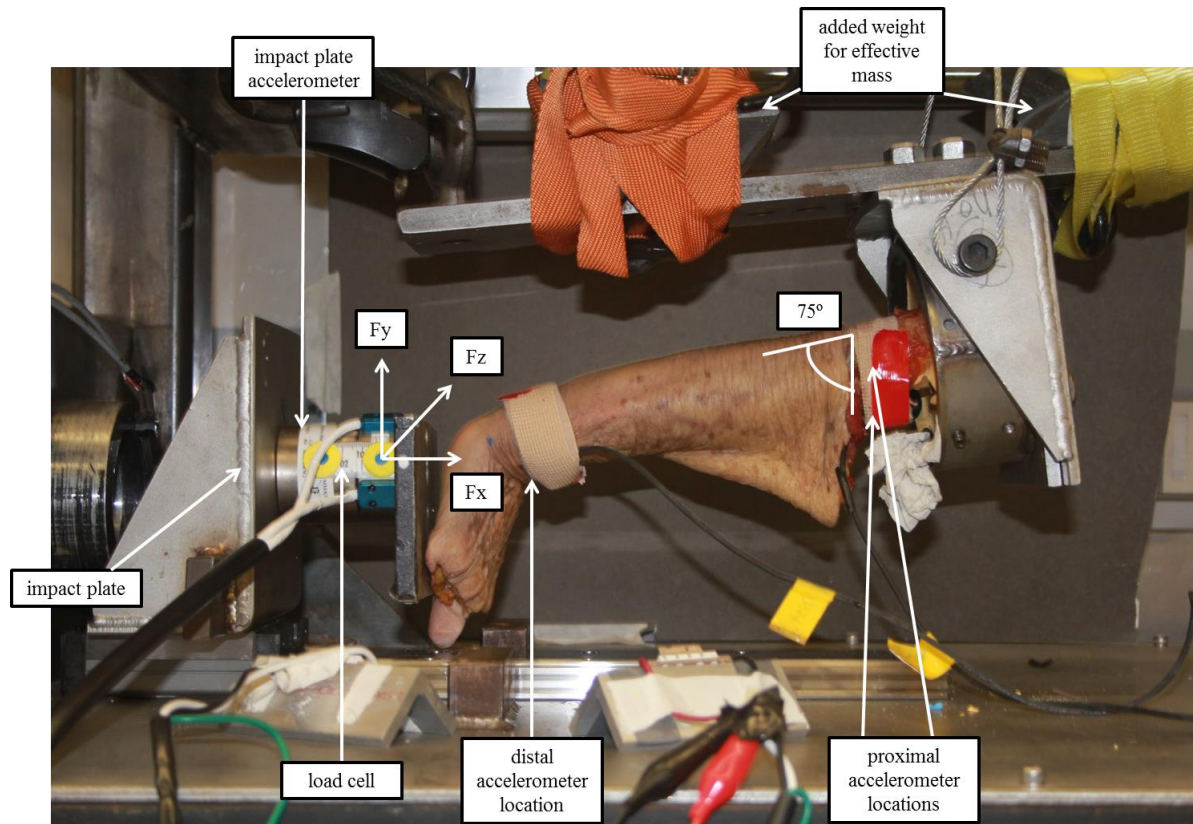 impact plate
accelerometer
added weight
for effective
mass
75º
Fy
Fz
Fx
impact plate
load cell
distal
accelerometer
location
proximal
accelerometer
locations